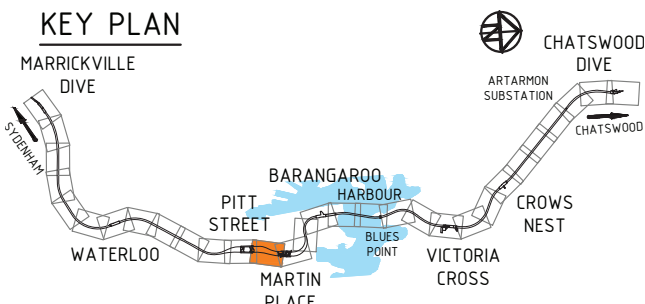 KEY PLAN
MARRICKVILLE
DIVE
SYDENHAM
WATERLOO
PITT
STREET
MARTIN
PLACE
BARANGAROO
HARBOUR
BLUES
POINT
VICTORIA
CROSS
CROWS
NEST
ARTARMON
SUBSTATION
CHATSWOOD
DIVE
CHATSWOOD